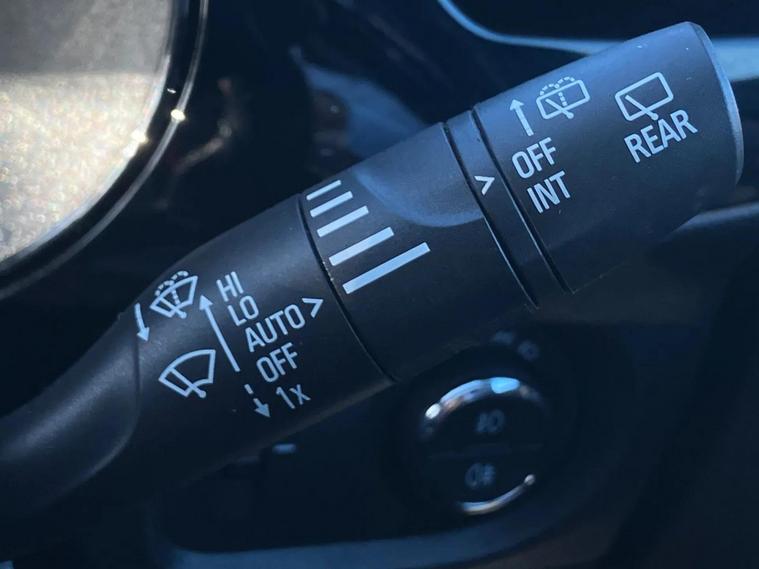 HI
LO
AUTO
OFF
1x
OFF
INT
REAR